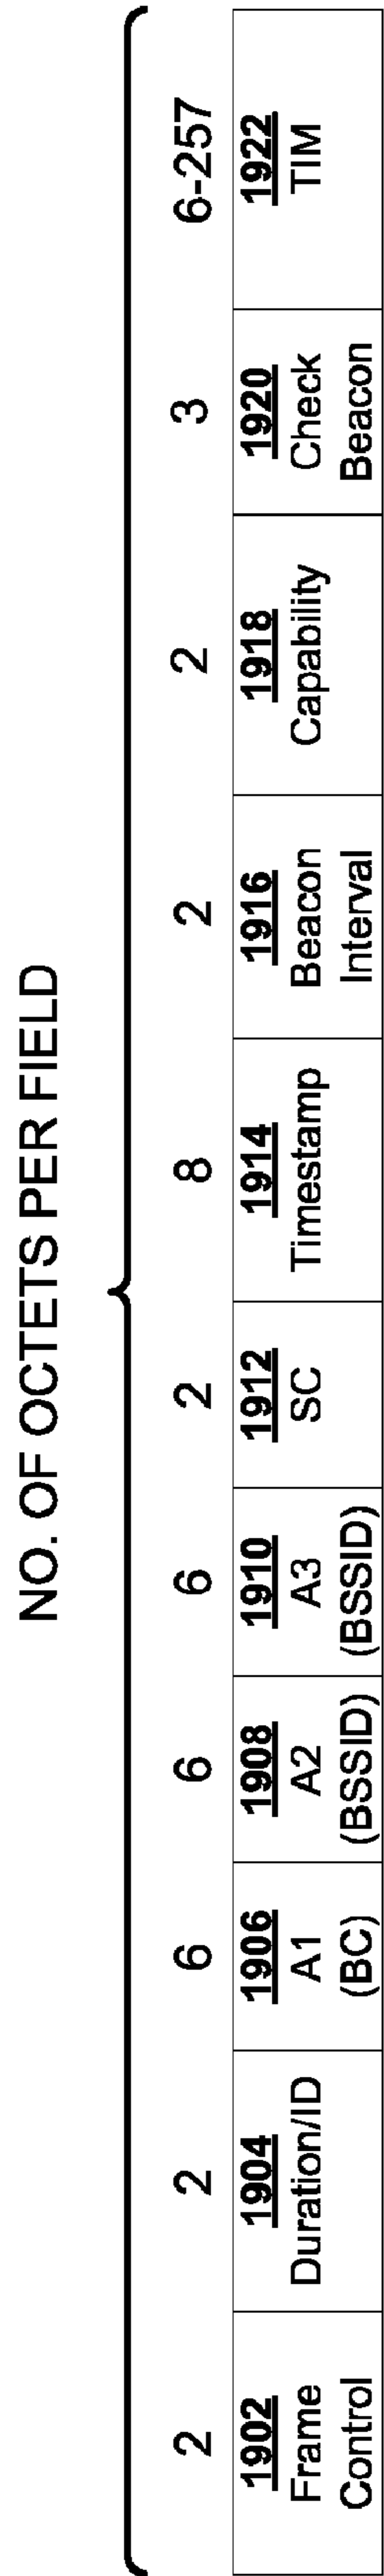 NO. OF OCTETS PER FIELD
2 2 6 6 6 2 8 2 2 3 6-257
1902
Frame
Control
1904
Duration/ID
1906
A1
(BC)
1908
A2
(BSSID)
1910
A3
(BSSID)
1912
SC
1914
Timestamp
1916
Beacon
Interval
1918
Capability
1920
Check
Beacon
1922
TIM